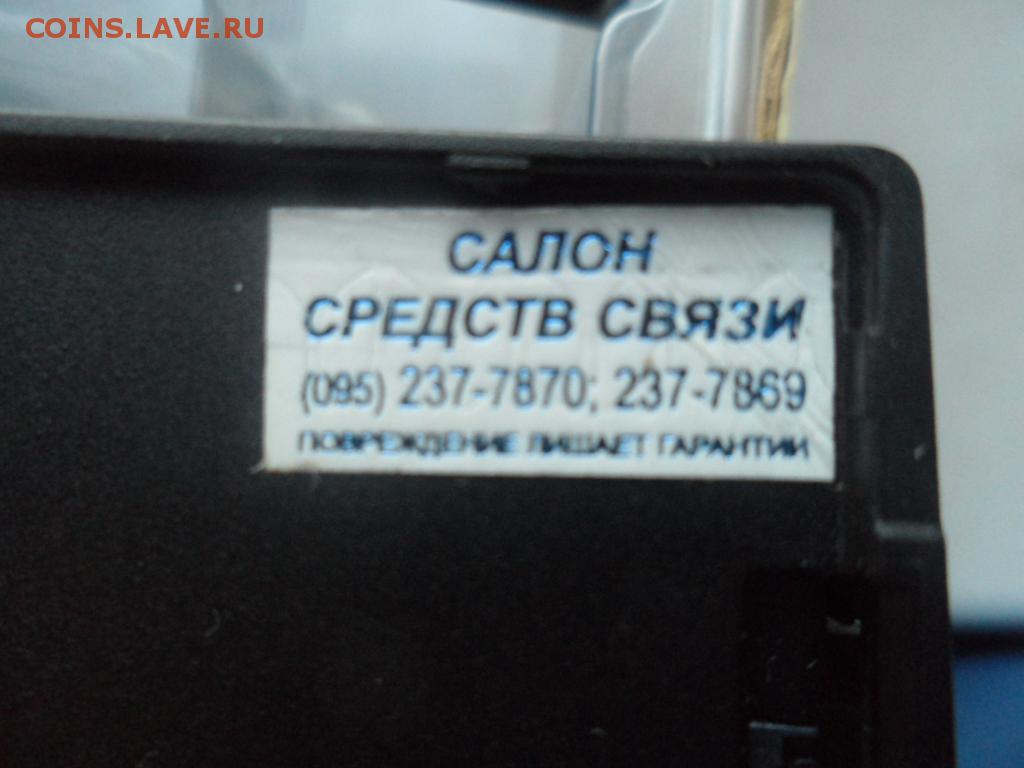 COINS.LAVE.RU
САЛОН
СРЕДСТВ СВЯЗИ
(095) 237-7870; 237-7869
ПОВРЕЖДЕНИЕ ЛИШАЕТ ГАРАНТИИ